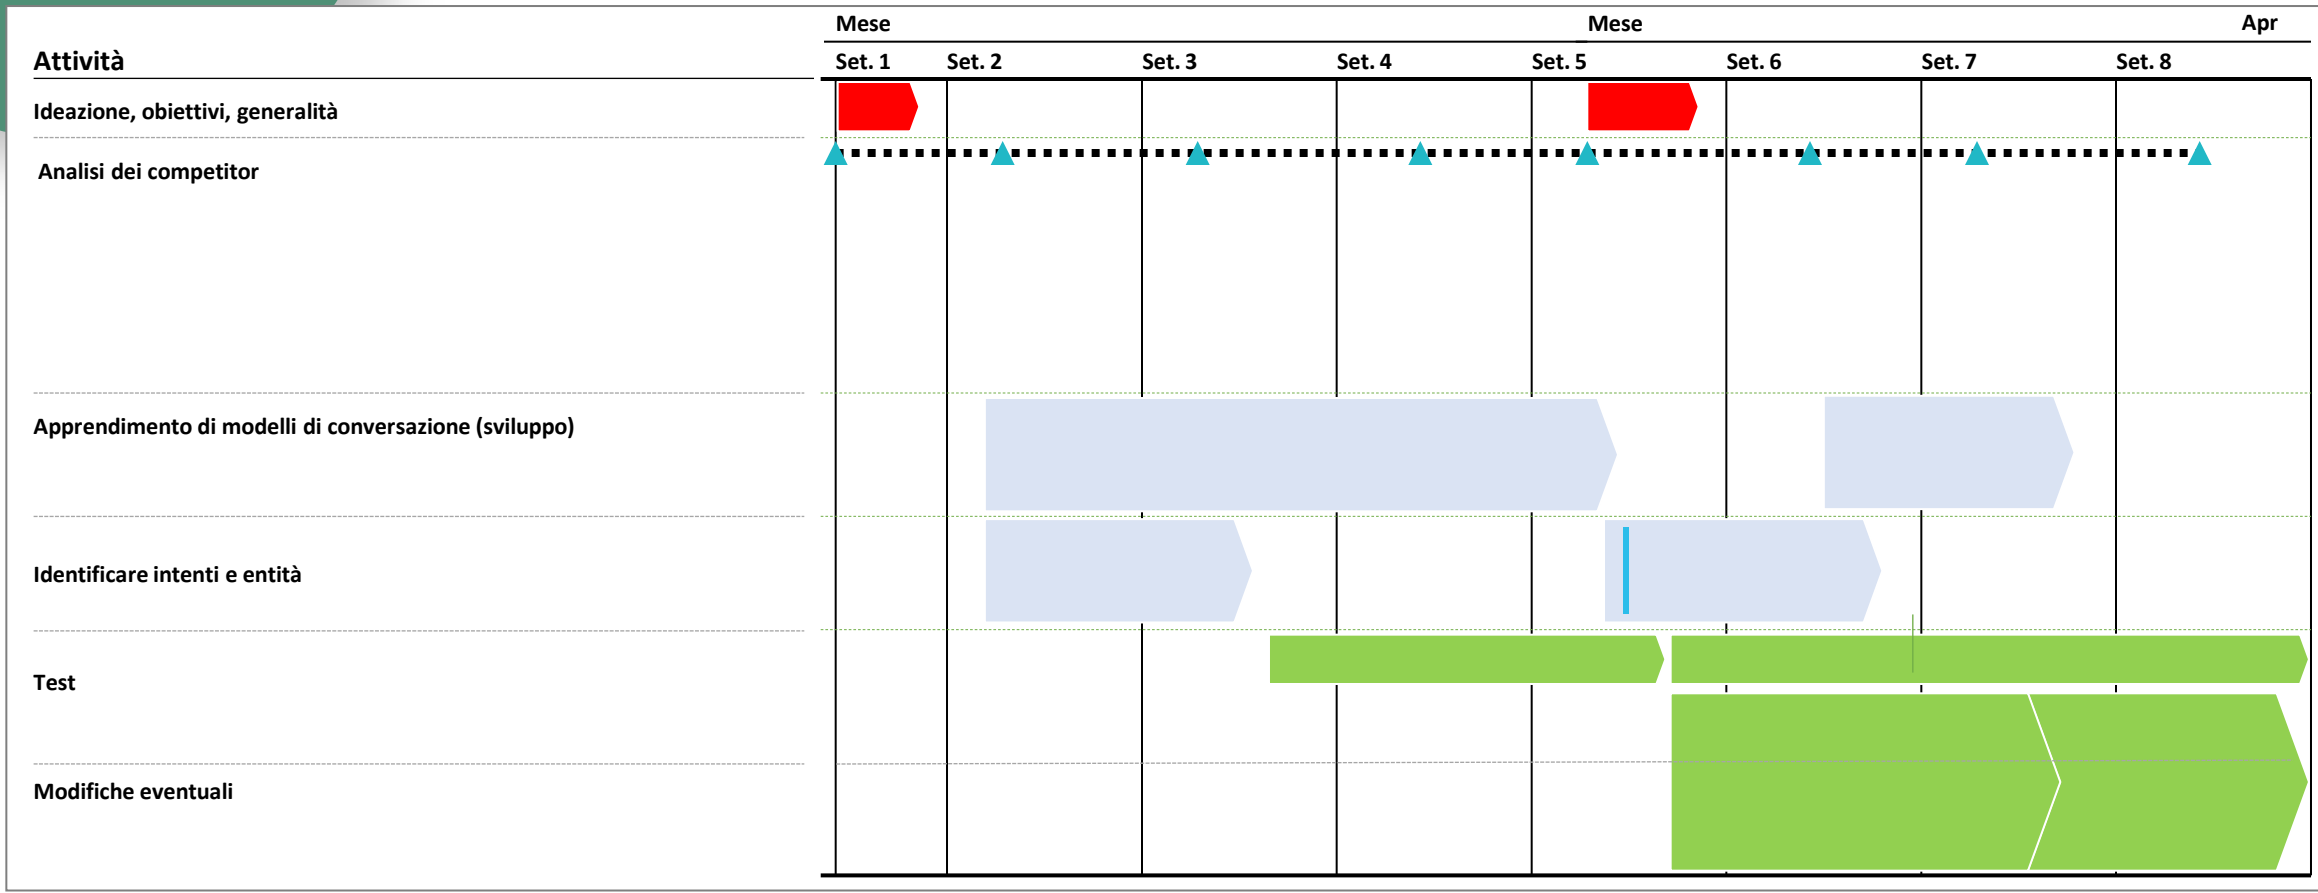 Mese Mese Apr
Attività Set. 1 Set. 2 Set. 3 Set. 4 Set. 5 Set. 6 Set. 7 Set. 8
Ideazione, obiettivi, generalità
Analisi dei competitor
Apprendimento di modelli di conversazione (sviluppo)
Identificare intenti e entità
Test
Modifiche eventuali